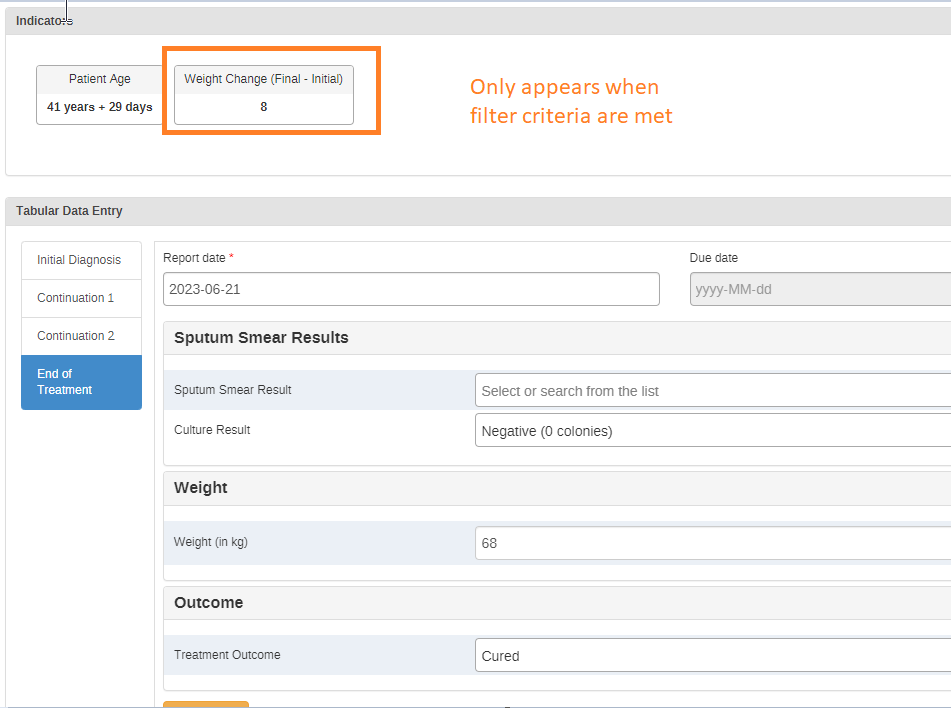 Indicators
Patient Age
41 years + 29 days
Weight Change (Final - Initial)
8
Only appears when
filter criteria are met
Tabular Data Entry
Initial Diagnosis
Continuation 1
Continuation 2
End of
Treatment
Report date *
2023-06-21
Due date
yyyy-MM-dd
Sputum Smear Results
Sputum Smear Result
Select or search from the list
Culture Result
Negative (0 colonies)
Weight
Weight (in kg)
68
Outcome
Treatment Outcome
Cured